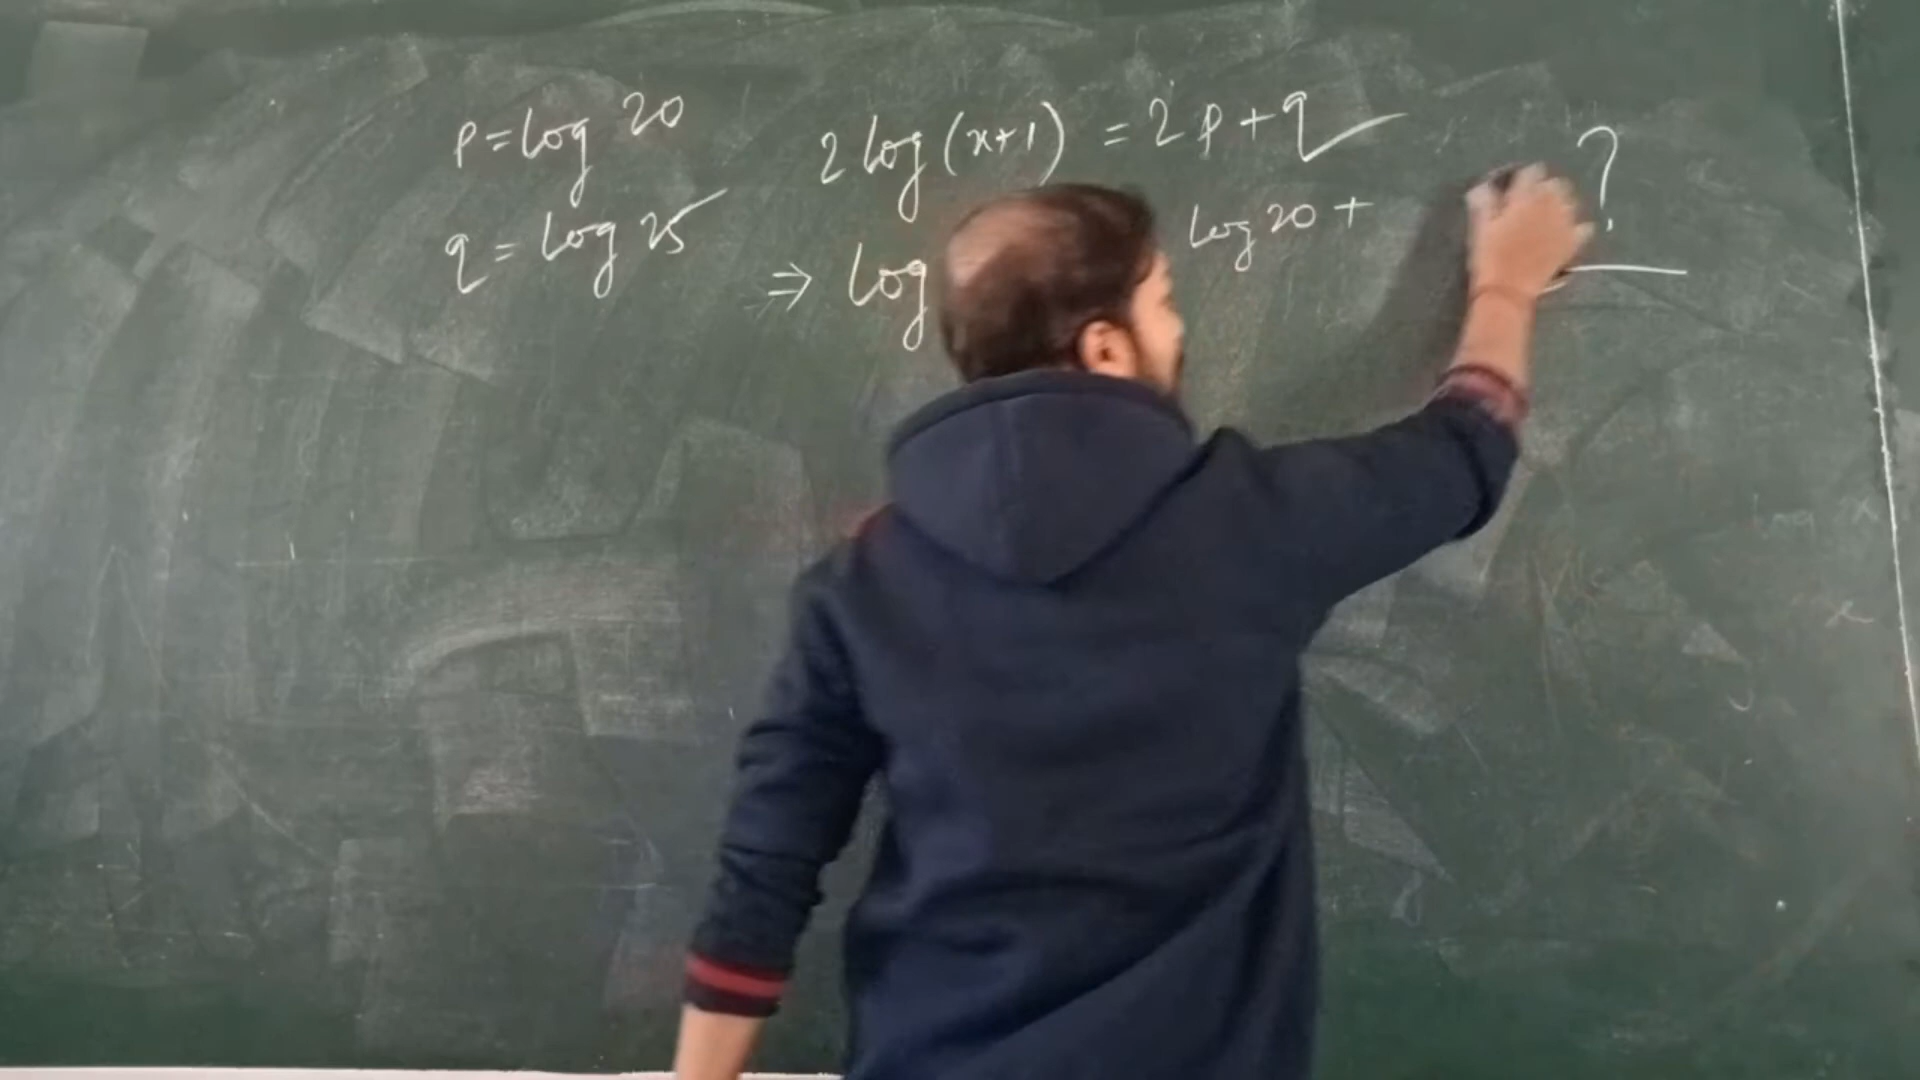 p = log 20
2 log (x+1) = 2p + q
?
q = log 25
⇒ log
log 20 +